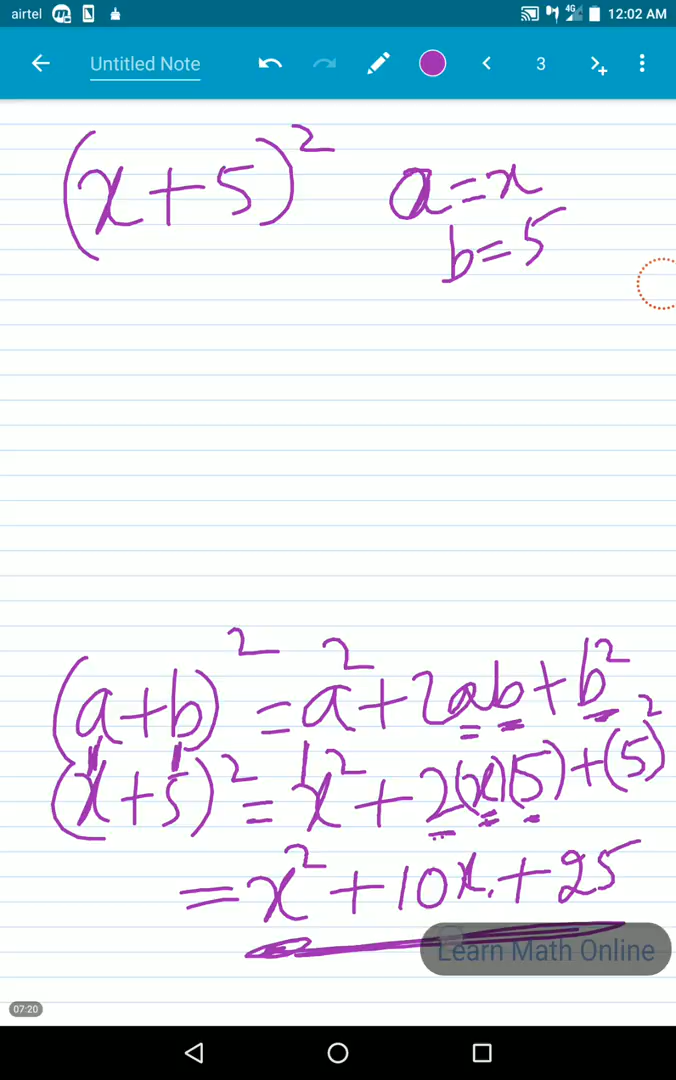 airtel 4G 12:02 AM
Untitled Note 3
(x+5)² a=x
b=5
(a+b)² = a² + 2ab + b²
(x+5)² = x² + 2(x)(5) + (5)²
= x² + 10x + 25
Learn Math Online
07:20